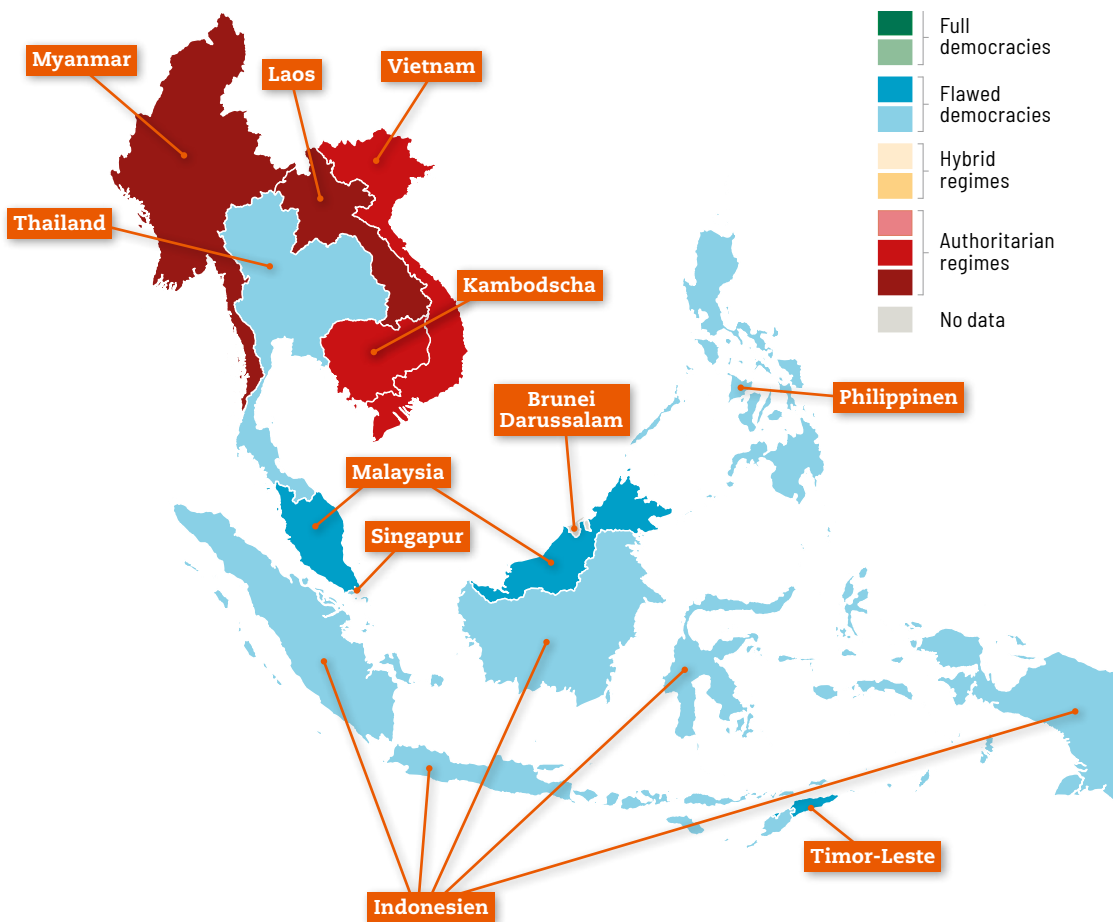 Myanmar
Laos
Vietnam
Thailand
Kambodscha
Brunei
Darussalam
Philippinen
Malaysia
Singapur
Timor-Leste
Indonesien
Full
democracies
Flawed
democracies
Hybrid
regimes
Authoritarian
regimes
No data